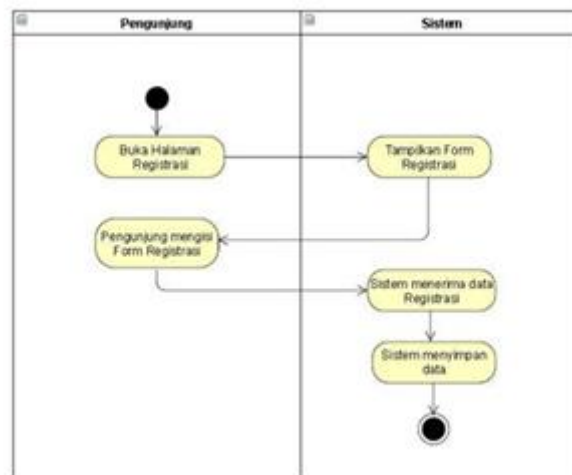 Pengunjung
Sistem
Buka Halaman
Registrasi
Tampilkan Form
Registrasi
Pengunjung mengisi
Form Registrasi
Sistem menerima data
Registrasi
Sistem menyimpan
data